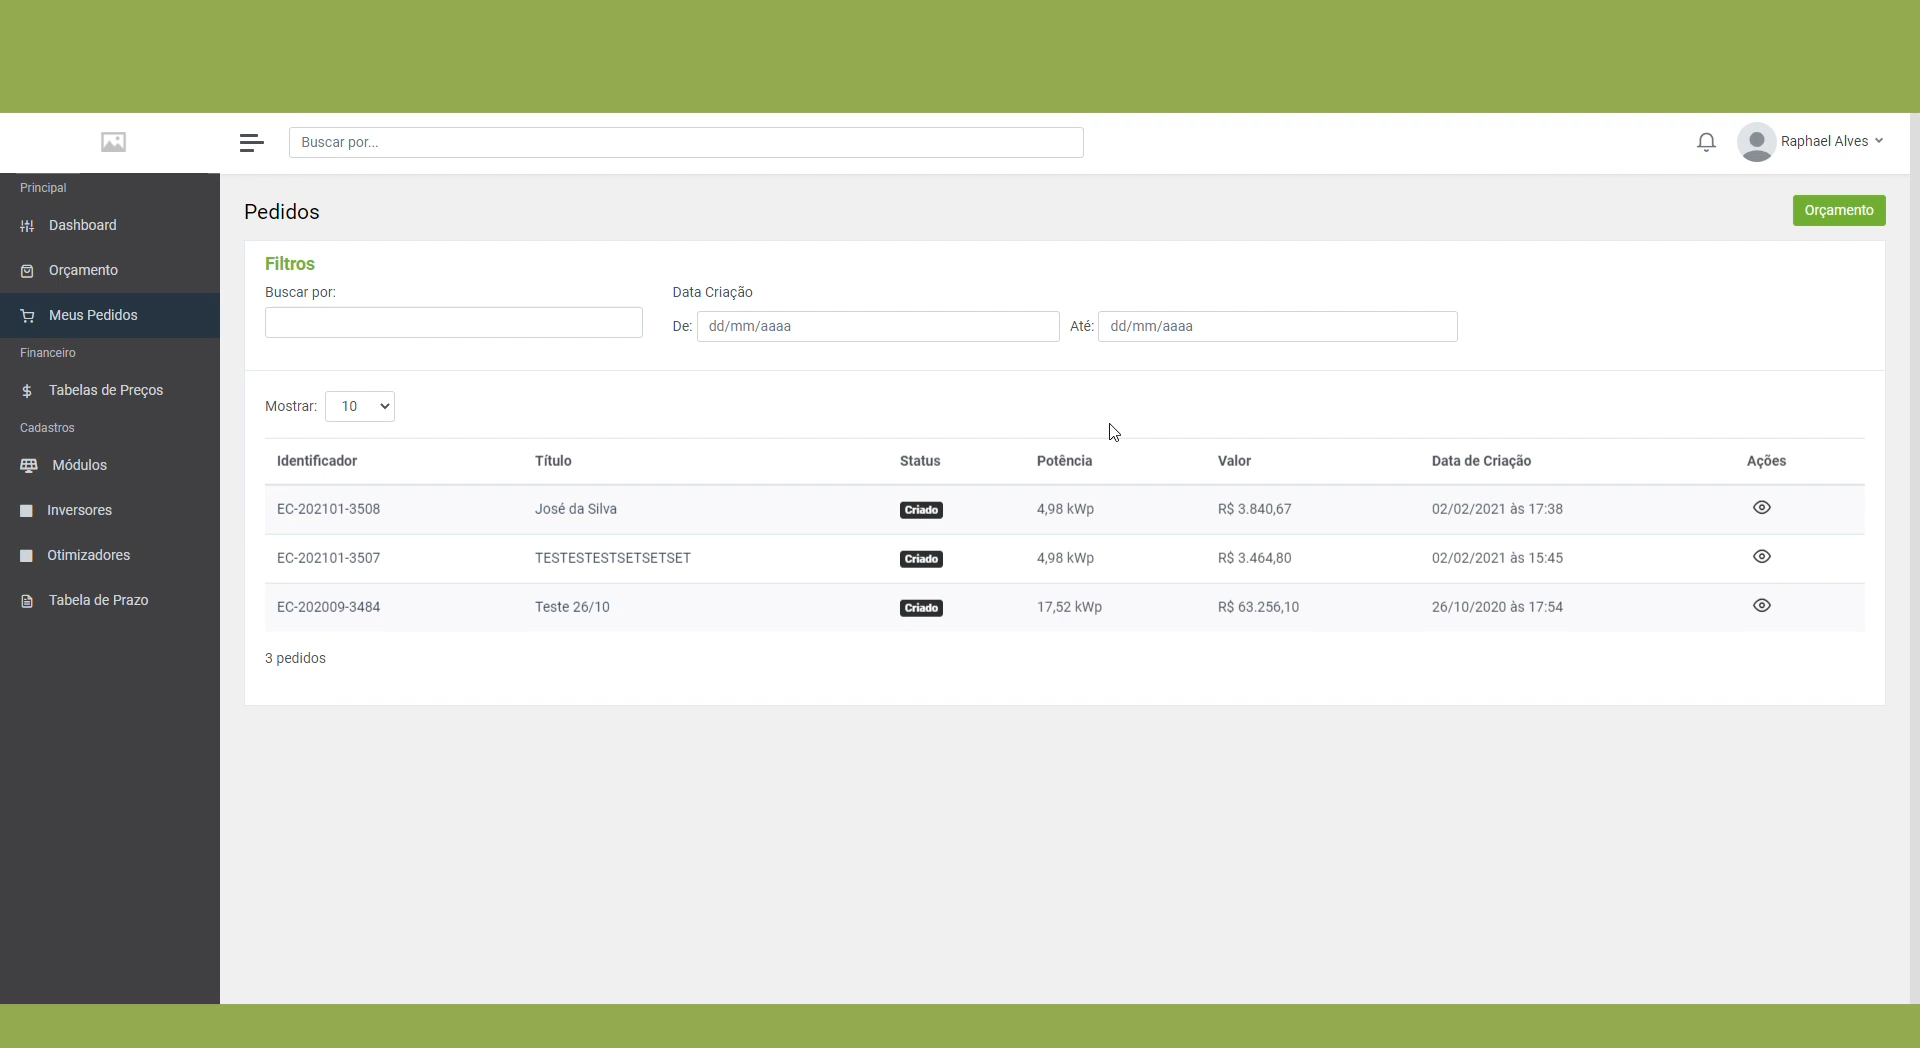 Buscar por...
Raphael Alves
Principal
Dashboard
Orçamento
Meus Pedidos
Financeiro
Tabelas de Preços
Cadastros
Módulos
Inversores
Otimizadores
Tabela de Prazo
Pedidos
Orçamento
Filtros
Buscar por:
Data Criação
De: dd/mm/aaaa Até: dd/mm/aaaa
Mostrar: 10
Identificador Título Status Potência Valor Data de Criação Ações
EC-202101-3508 José da Silva Criado 4,98 kWp R$ 3.840,67 02/02/2021 às 17:38
EC-202101-3507 TESTESTESTSETSETSET Criado 4,98 kWp R$ 3.464,80 02/02/2021 às 15:45
EC-202009-3484 Teste 26/10 Criado 17,52 kWp R$ 63.256,10 26/10/2020 às 17:54
3 pedidos